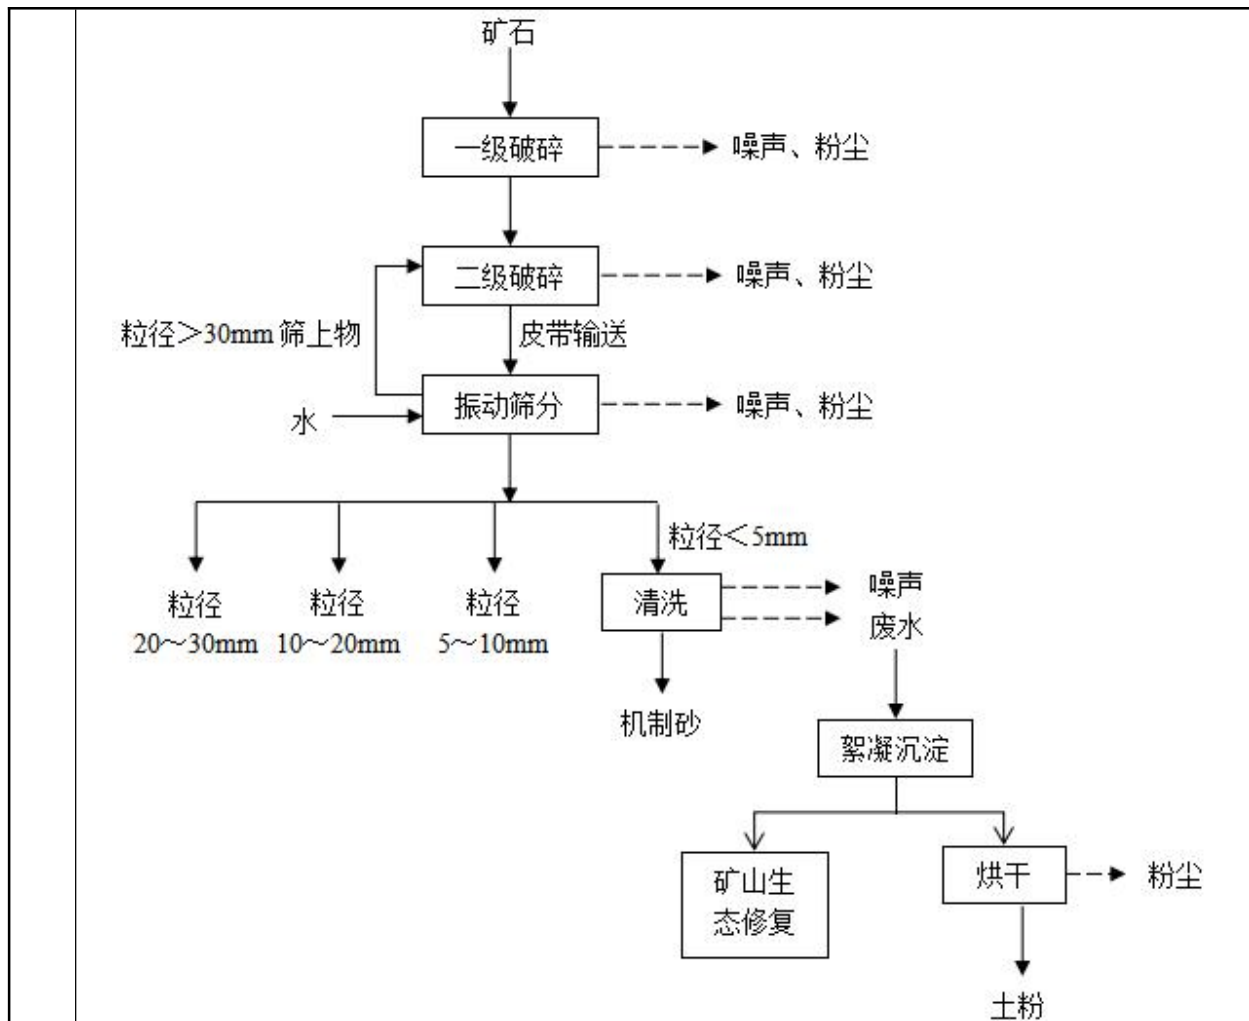 矿石
一级破碎
噪声、粉尘
二级破碎
噪声、粉尘
粒径＞30mm 筛上物
皮带输送
振动筛分
噪声、粉尘
水
粒径＜5mm
粒径
20～30mm
粒径
10～20mm
粒径
5～10mm
清洗
噪声
废水
机制砂
絮凝沉淀
矿山生
态修复
烘干
粉尘
土粉